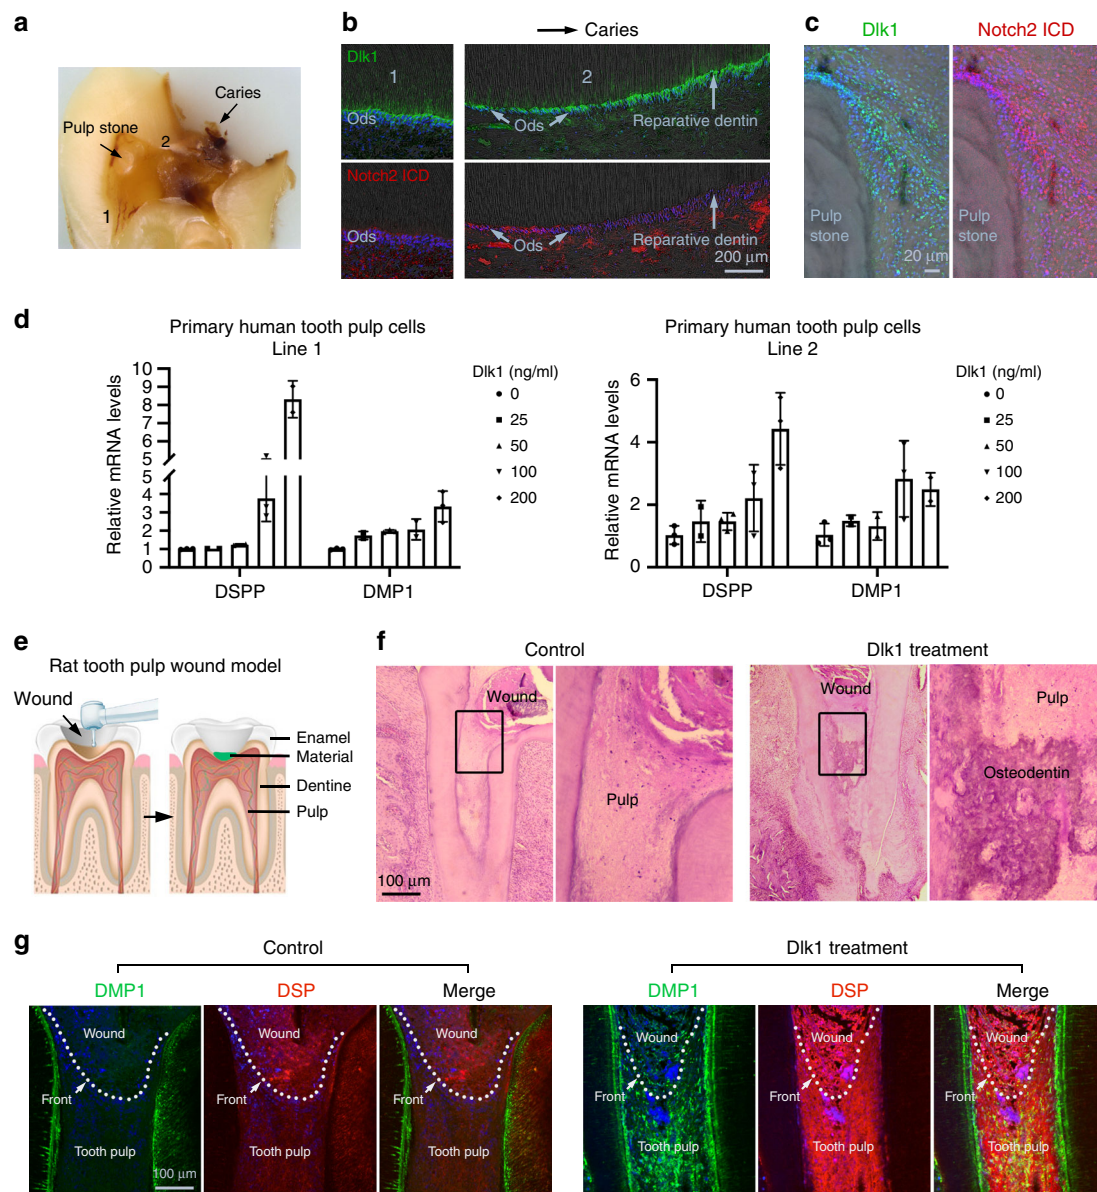 a
Caries
Pulp stone
2
1
b
Caries
Dlk1
1
2
Ods
Ods
Reparative dentin
Notch2 ICD
Ods
Ods
Reparative dentin
200 μm
c
Dlk1
Notch2 ICD
Pulp
stone
20 μm
Pulp
stone
d
Primary human tooth pulp cells
Line 1
Relative mRNA levels
10
9
8
7
6
5
5
4
3
2
1
0
DSPP
DMP1
Dlk1 (ng/ml)
0
25
50
100
200
Primary human tooth pulp cells
Line 2
Relative mRNA levels
6
4
2
0
DSPP
DMP1
Dlk1 (ng/ml)
0
25
50
100
200
e
Rat tooth pulp wound model
Wound
Enamel
Material
Dentine
Pulp
f
Control
Wound
Pulp
100 μm
Dlk1 treatment
Wound
Pulp
Osteodentin
g
Control
DMP1
DSP
Merge
Wound
Front
Tooth pulp
100 μm
Wound
Front
Tooth pulp
Wound
Front
Tooth pulp
Dlk1 treatment
DMP1
DSP
Merge
Wound
Front
Tooth pulp
Wound
Front
Tooth pulp
Wound
Front
Tooth pulp